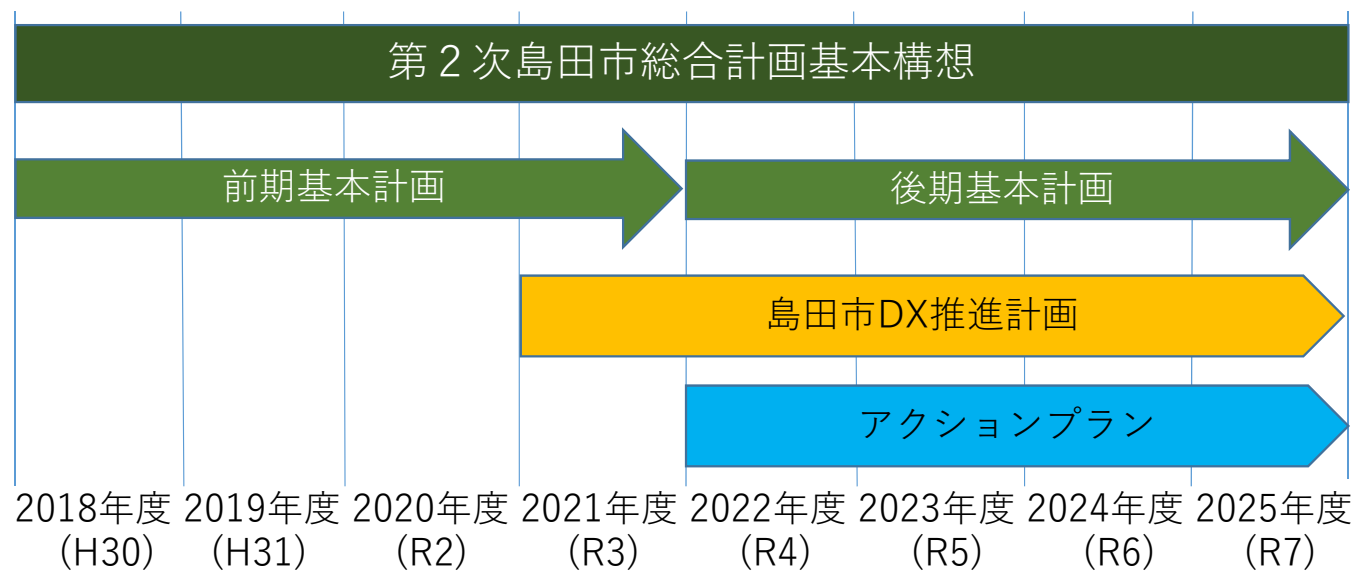 第２次島田市総合計画基本構想
前期基本計画
後期基本計画
島田市DX推進計画
アクションプラン
2018年度 2019年度 2020年度 2021年度 2022年度 2023年度 2024年度 2025年度
(H30) (H31) (R2) (R3) (R4) (R5) (R6) (R7)